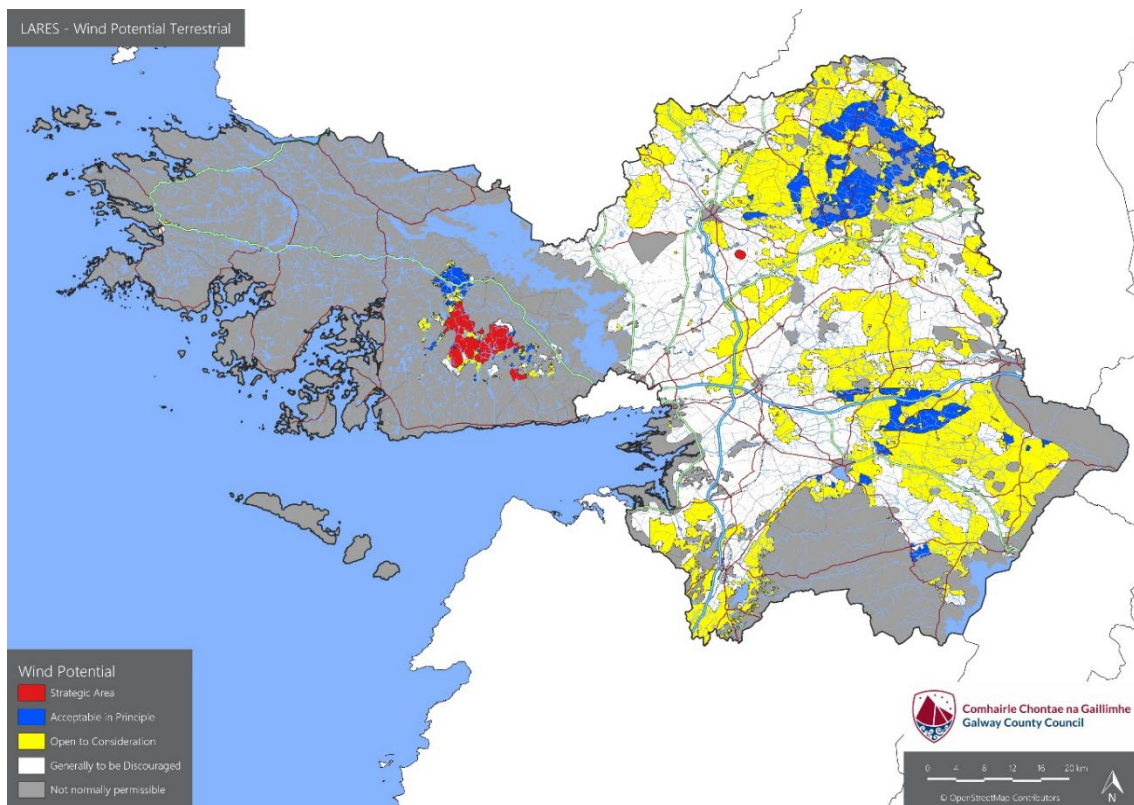 LARES - Wind Potential Terrestrial
Wind Potential
Strategic Area
Acceptable in Principle
Open to Consideration
Generally to be Discouraged
Not normally permissible
Comhairle Chontae na Gaillimhe
Galway County Council
0 4 8 12 16 20 km
© OpenStreetMap Contributors
N